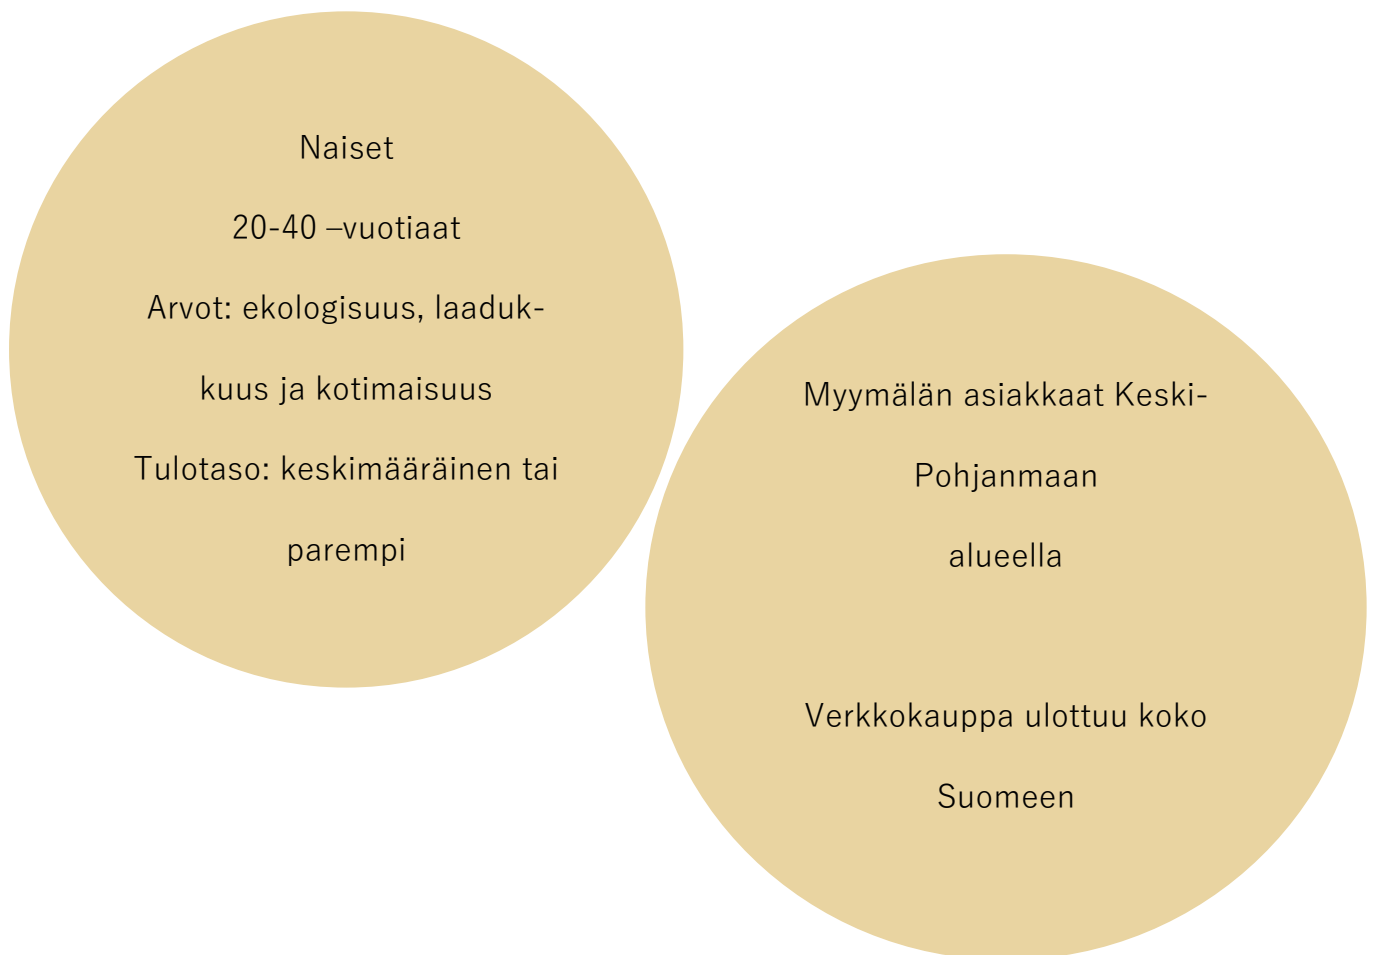 Naiset
20-40 –vuotiaat
Arvot: ekologisuus, laaduk-
kuus ja kotimaisuus
Tulotaso: keskimääräinen tai
parempi
Myymälän asiakkaat Keski-
Pohjanmaan
alueella
Verkkokauppa ulottuu koko
Suomeen